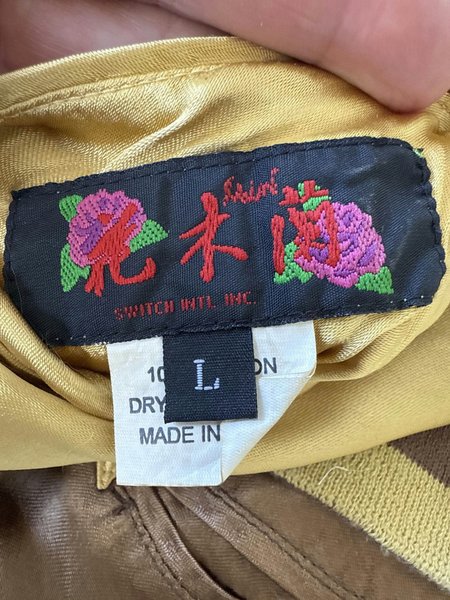 花木蘭
SWITCH INTL. INC.
L
DRY
MADE IN